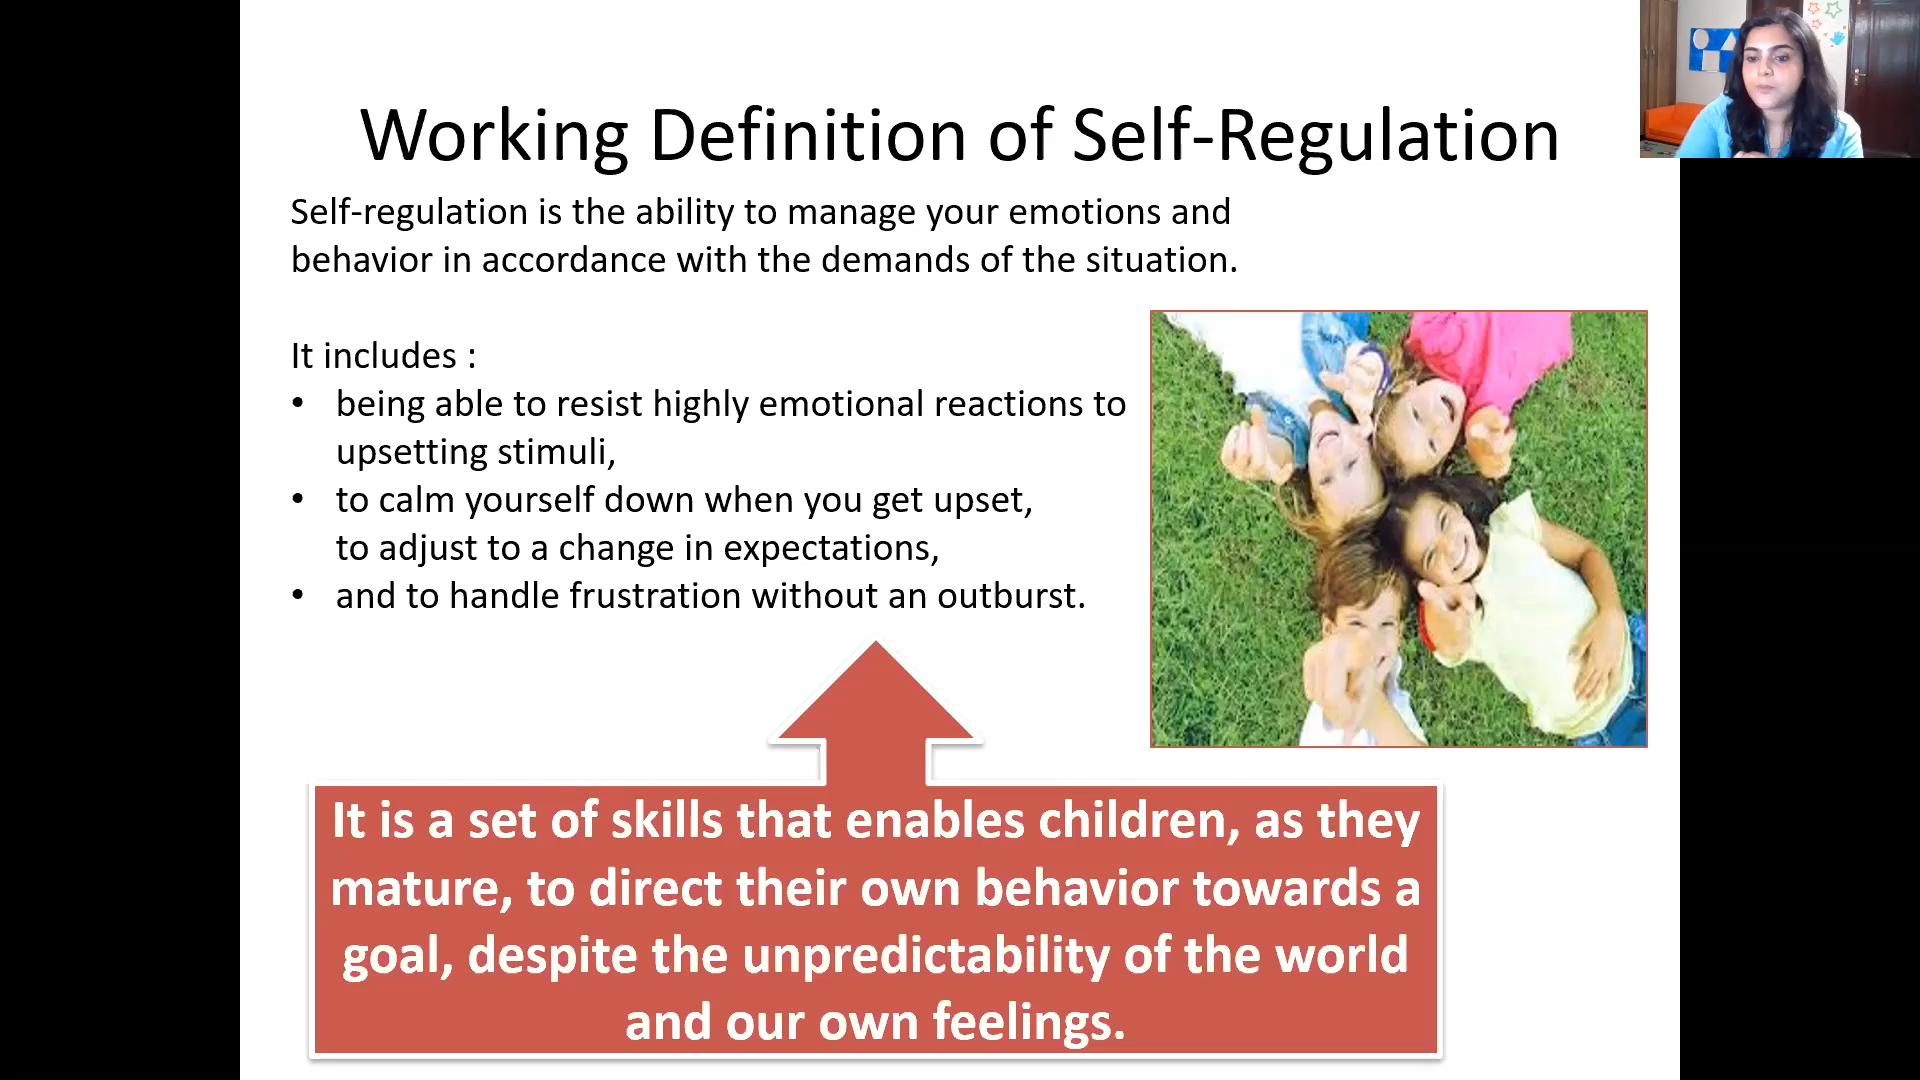 Working Definition of Self-Regulation
Self-regulation is the ability to manage your emotions and
behavior in accordance with the demands of the situation.
It includes :
• being able to resist highly emotional reactions to
upsetting stimuli,
• to calm yourself down when you get upset,
to adjust to a change in expectations,
• and to handle frustration without an outburst.
It is a set of skills that enables children, as they
mature, to direct their own behavior towards a
goal, despite the unpredictability of the world
and our own feelings.